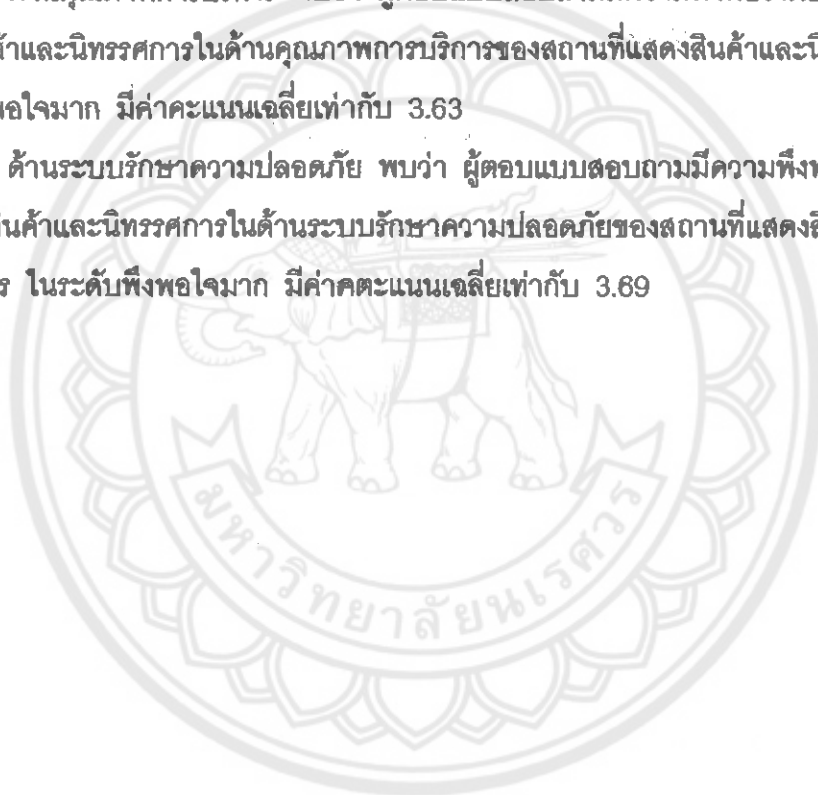 ้าและนิทรรศการในด้านคุณภาพการบริการของสถานที่แสดงสินค้าและนิ
พอใจมาก มีค่าคะแนนเฉลี่ยเท่ากับ 3.63
ด้านระบบรักษาความปลอดภัย พบว่า ผู้ตอบแบบสอบถามมีความพึงพ
ินค้าและนิทรรศการในด้านระบบรักษาความปลอดภัยของสถานที่แสดงสิ
ร ในระดับพึงพอใจมาก มีค่าคตะแนนเฉลี่ยเท่ากับ 3.69
มหาวิทยาลัยนเรศวร